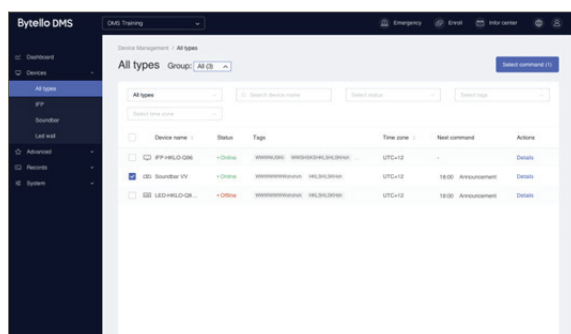 Bytello DMS
DMS Training
Emergency
Enroll
Infor center
Dashboard
Devices
All types
IFP
Soundbar
Led wall
Advanced
Records
System
Device Management / All types
All types Group: All (3)
Select command (1)
All types
Search device name
Select status
Select tags
Select time zone
Device name Status Tags Time zone Next command Actions
IFP-HKLO-Q86 Online UTC+12 - Details
Soundbar VV Online UTC+12 18:00 Announcement Details
LED-HKLO-Q8... Offline UTC+12 18:00 Announcement Details